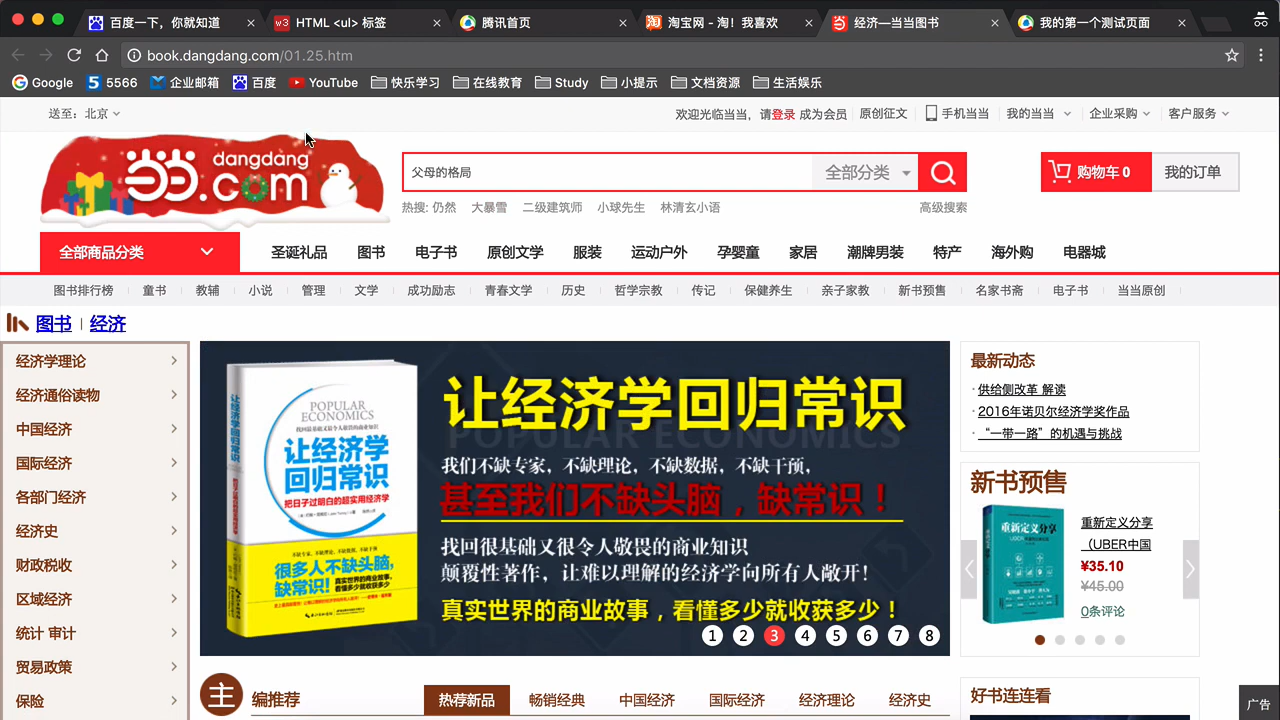 百度一下，你就知道
HTML <ul> 标签
腾讯首页
淘宝网 - 淘！我喜欢
经济—当当图书
我的第一个测试页面
book.dangdang.com/01.25.htm
Google 5566 企业邮箱 百度 YouTube 快乐学习 在线教育 Study 小提示 文档资源 生活娱乐
送至：北京
欢迎光临当当，请登录 成为会员 原创征文 手机当当 我的当当 企业采购 客户服务
当当 dangdang
.com
父母的格局 全部分类
购物车 0 我的订单
热搜: 仍然 大暴雪 二级建筑师 小球先生 林清玄小语 高级搜索
全部商品分类 圣诞礼品 图书 电子书 原创文学 服装 运动户外 孕婴童 家居 潮牌男装 特产 海外购 电器城
图书排行榜 童书 教辅 小说 管理 文学 成功励志 青春文学 历史 哲学宗教 传记 保健养生 亲子家教 新书预售 名家书斋 电子书 当当原创
图书 | 经济
经济学理论
经济通俗读物
中国经济
国际经济
各部门经济
经济史
财政税收
区域经济
统计 审计
贸易政策
保险
POPULAR
ECONOMICS
让经济学
回归常识
把日子过明白的超实用经济学
很多人不缺头脑，
缺常识！
真实世界的商业故事，
看懂多少就收获多少
让经济学回归常识
POPULAR ECONOMICS
我们不缺专家，不缺理论，不缺数据，不缺干预，
甚至我们不缺头脑 缺常识！
找回很基础又很令人敬畏的商业知识
颠覆性著作，让难以理解的经济学向所有人敞开！
真实世界的商业故事，看懂多少就收获多少！
1 2 3 4 5 6 7 8
最新动态
·供给侧改革 解读
·2016年诺贝尔经济学奖作品
·“一带一路”的机遇与挑战
新书预售
重新定义分享
重新定义分享
（UBER中国
¥35.10
¥45.00
0条评论
主编推荐
热荐新品 畅销经典 中国经济 国际经济 经济理论 经济史
好书连连看
广告